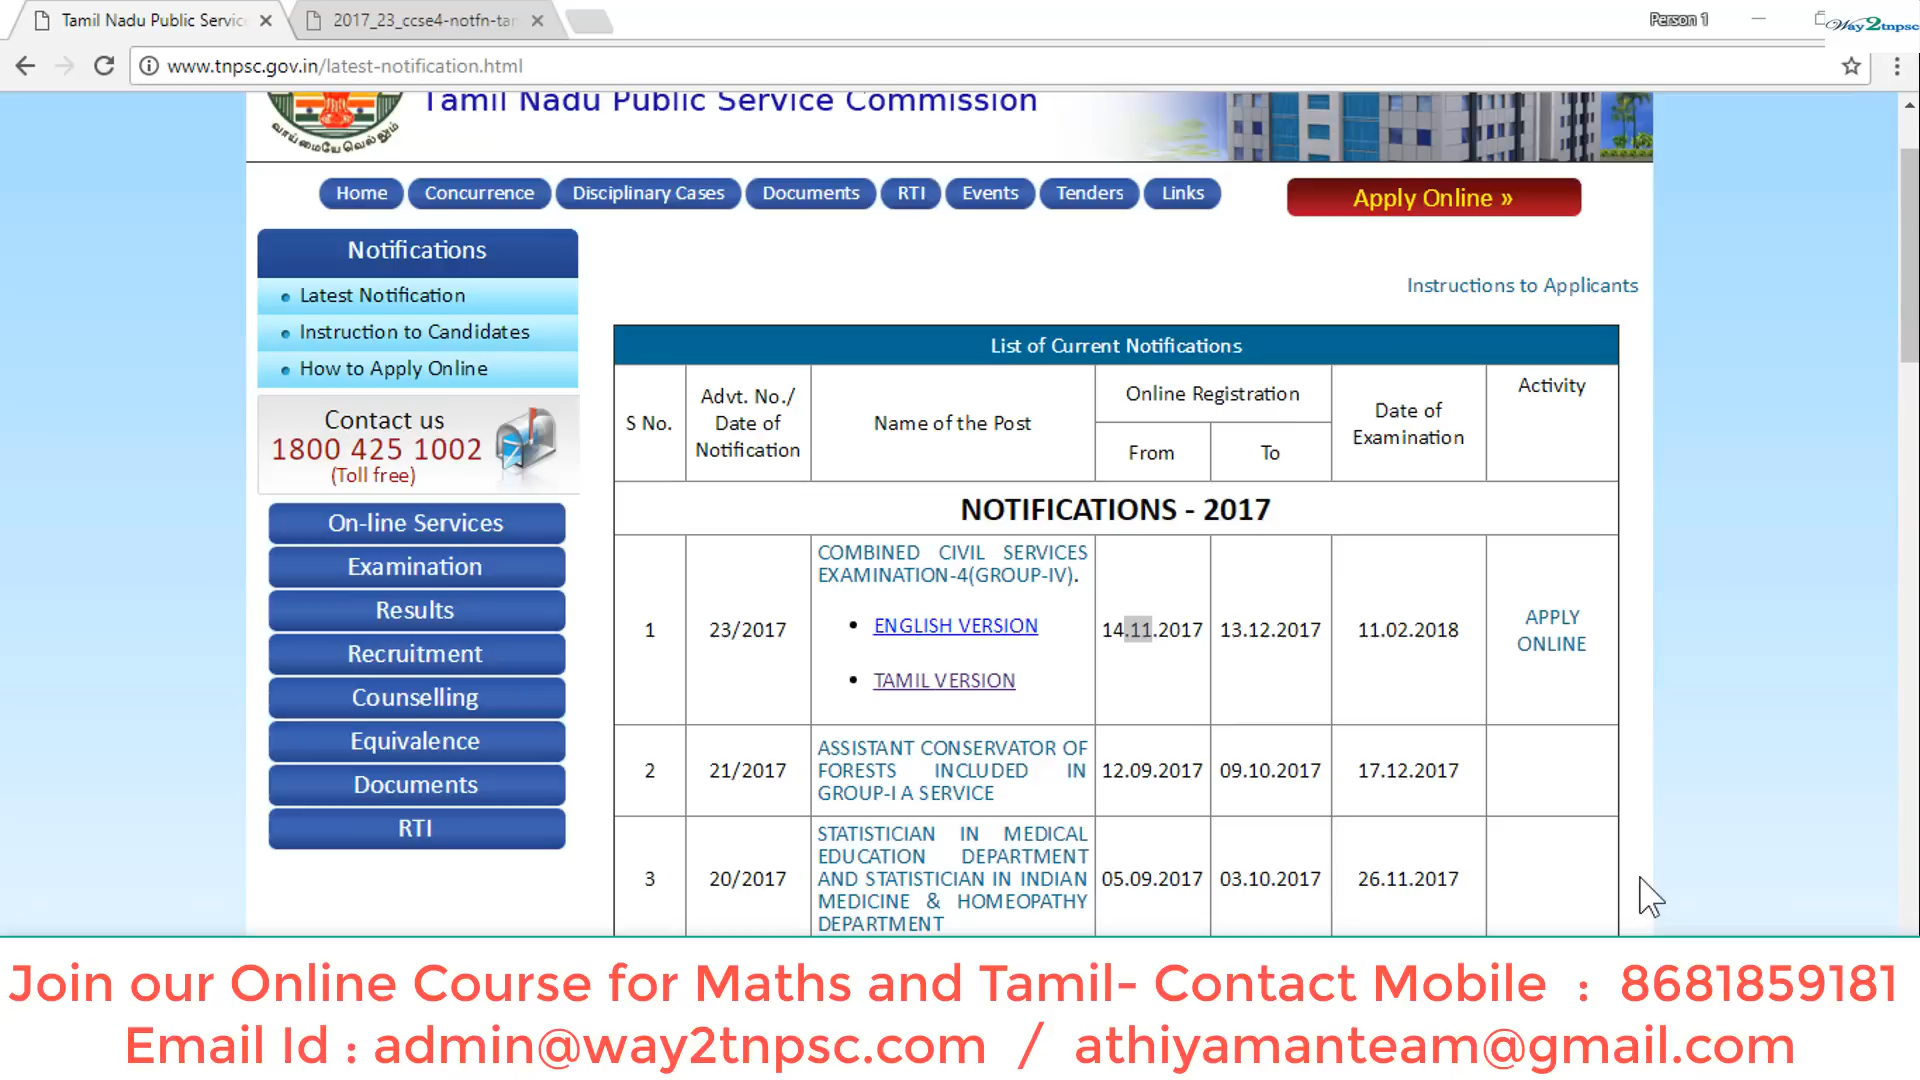 Tamil Nadu Public Servic
2017_23_ccse4-notfn-tar
Person 1
Way2tnpsc
www.tnpsc.gov.in/latest-notification.html
வாய்மையே வெல்லும்
Tamil Nadu Public Service Commission
Home
Concurrence
Disciplinary Cases
Documents
RTI
Events
Tenders
Links
Apply Online »
Notifications
Latest Notification
Instruction to Candidates
How to Apply Online
Contact us
1800 425 1002
(Toll free)
On-line Services
Examination
Results
Recruitment
Counselling
Equivalence
Documents
RTI
Instructions to Applicants
List of Current Notifications
S No.
Advt. No./
Date of
Notification
Name of the Post
Online Registration
From
To
Date of
Examination
Activity
NOTIFICATIONS - 2017
1
23/2017
COMBINED CIVIL SERVICES
EXAMINATION-4(GROUP-IV).
• ENGLISH VERSION
• TAMIL VERSION
14.11.2017
13.12.2017
11.02.2018
APPLY
ONLINE
2
21/2017
ASSISTANT CONSERVATOR OF
FORESTS INCLUDED IN
GROUP-I A SERVICE
12.09.2017
09.10.2017
17.12.2017
3
20/2017
STATISTICIAN IN MEDICAL
EDUCATION DEPARTMENT
AND STATISTICIAN IN INDIAN
MEDICINE & HOMEOPATHY
DEPARTMENT
05.09.2017
03.10.2017
26.11.2017
Join our Online Course for Maths and Tamil- Contact Mobile : 8681859181
Email Id : admin@way2tnpsc.com / athiyamanteam@gmail.com